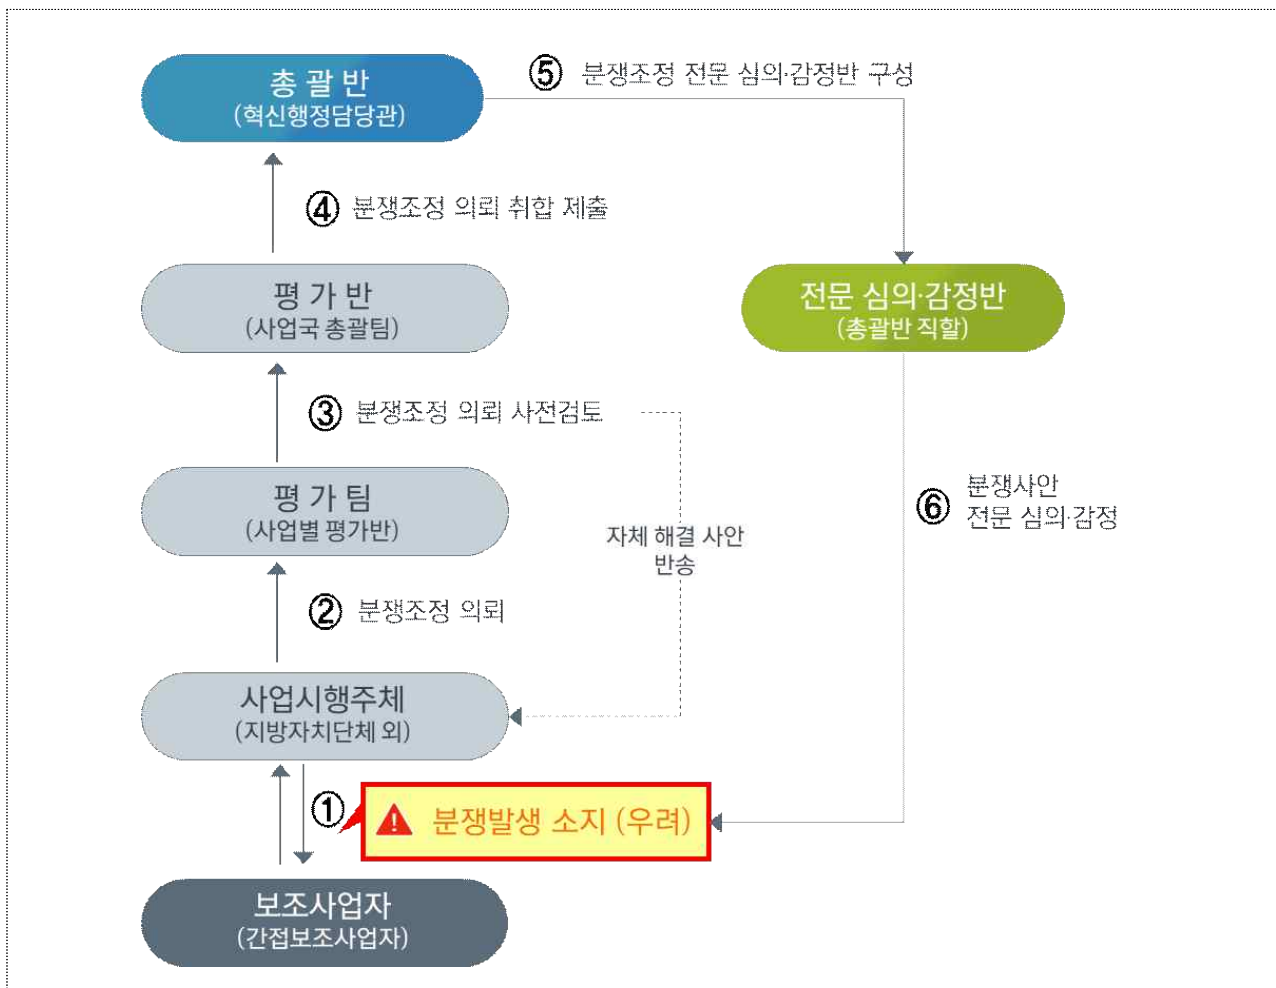 총 괄 반
(혁신행정담당관)
⑤ 분쟁조정 전문 심의·감정반 구성
④ 분쟁조정 의뢰 취합 제출
평 가 반
(사업국 총괄팀)
전문 심의·감정반
(총괄반 직할)
③ 분쟁조정 의뢰 사전검토
평 가 팀
(사업별 평가반)
자체 해결 사안
반송
⑥ 분쟁사안
전문 심의·감정
② 분쟁조정 의뢰
사업시행주체
(지방자치단체 외)
① 분쟁발생 소지 (우려)
보조사업자
(간접보조사업자)